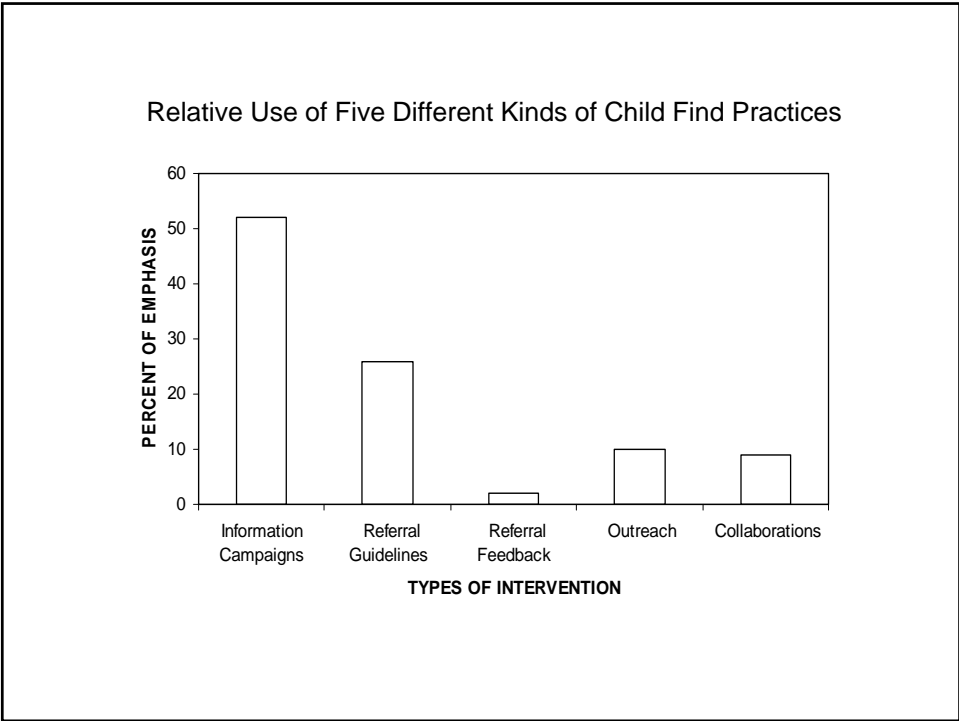 Relative Use of Five Different Kinds of Child Find Practices
60
50
40
30
20
10
0
PERCENT OF EMPHASIS
Information
Campaigns
Referral
Guidelines
Referral
Feedback
Outreach
Collaborations
TYPES OF INTERVENTION